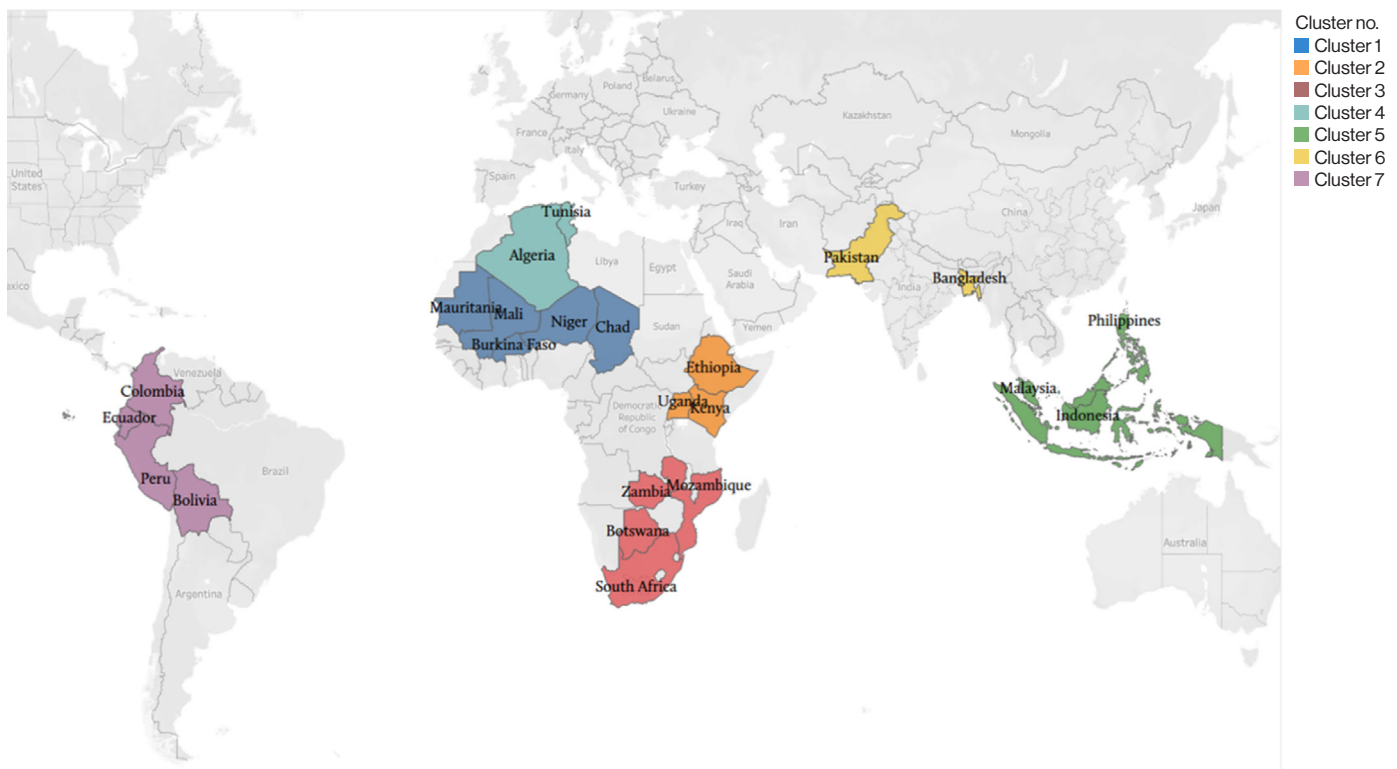 Cluster no.
Cluster 1
Cluster 2
Cluster 3
Cluster 4
Cluster 5
Cluster 6
Cluster 7
Belarus
Poland
Germany
Ukraine
Kazakhstan
France
Mongolia
Italy
Spain
United
States
Turkey
Japan
Tunisia
China
Iraq
Iran
Algeria
Pakistan
Libya
Egypt
Saudi
Arabia
Bangladesh
India
exico
Mauritania
Mali
Niger
Chad
Philippines
Sudan
Yemen
Burkina Faso
Ethiopia
Venezuela
Colombia
Malaysia
Uganda
Kenya
Democratic
Republic
of Congo
Ecuador
Indonesia
Brazil
Peru
Mozambique
Zambia
Bolivia
Botswana
Australia
South Africa
Argentina